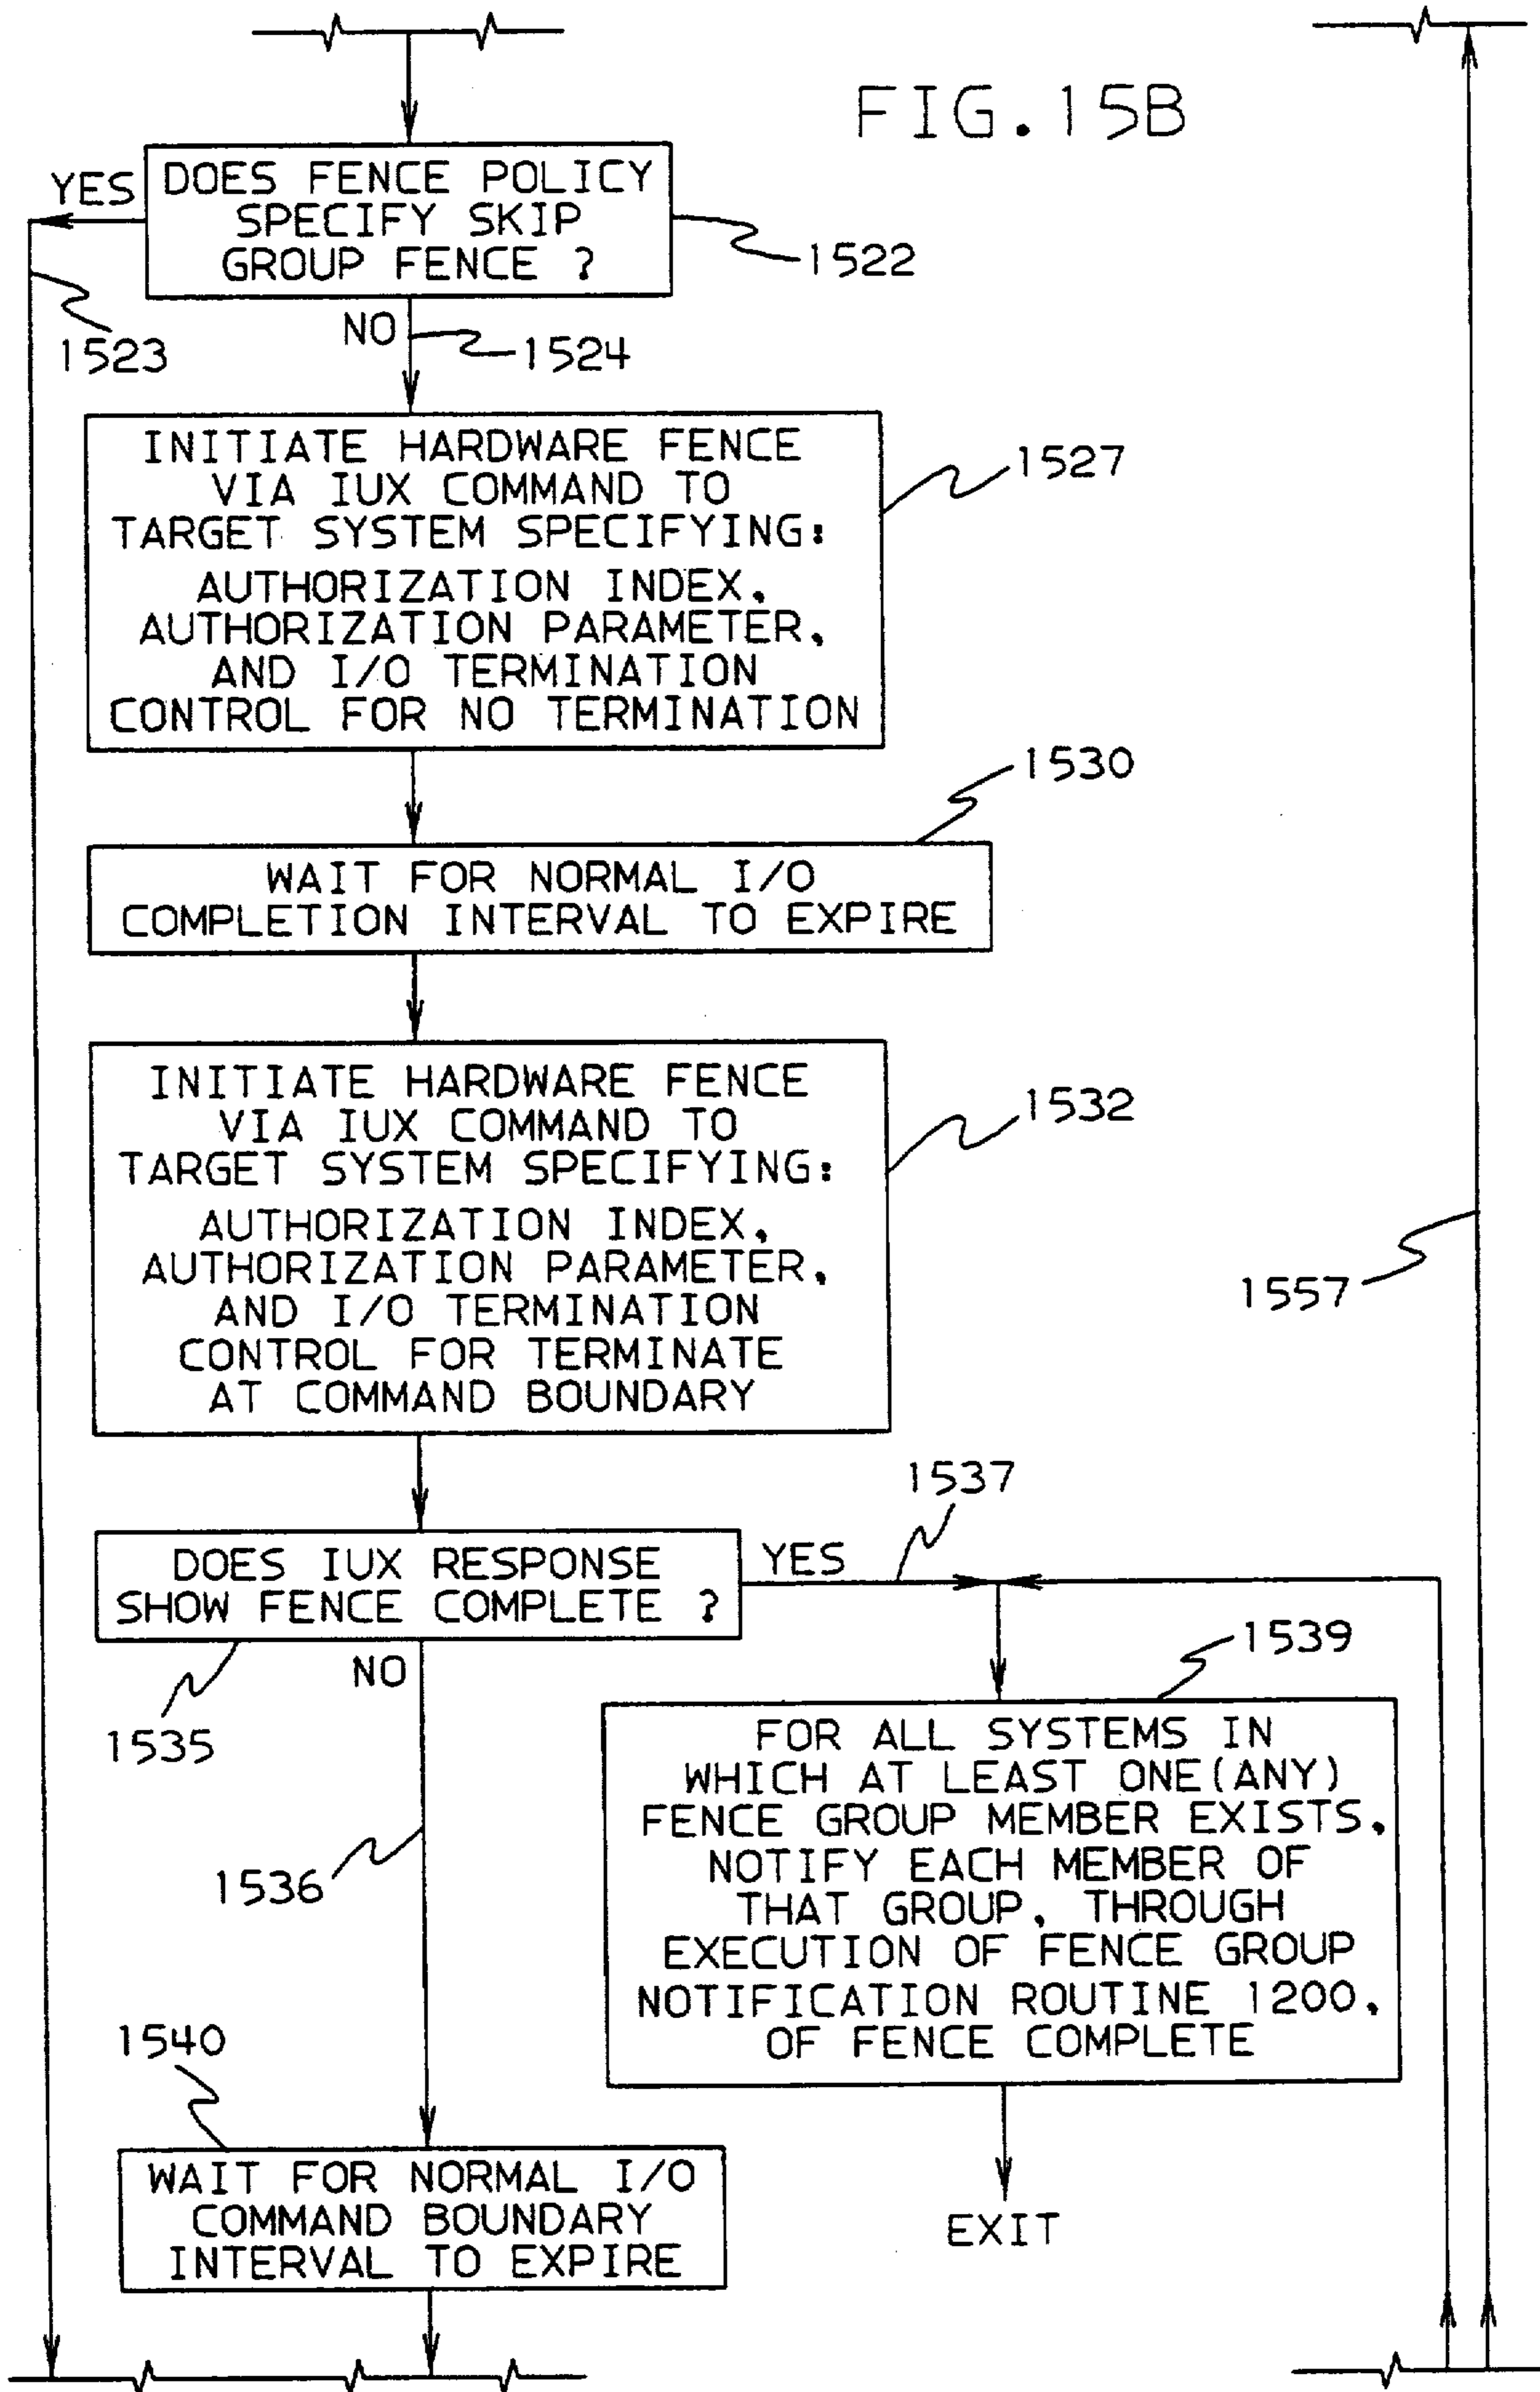 FIG.15B
YES
DOES FENCE POLICY
SPECIFY SKIP
GROUP FENCE ?
1522
1523
NO
1524
INITIATE HARDWARE FENCE
VIA IUX COMMAND TO
TARGET SYSTEM SPECIFYING:
AUTHORIZATION INDEX,
AUTHORIZATION PARAMETER,
AND I/O TERMINATION
CONTROL FOR NO TERMINATION
1527
1530
WAIT FOR NORMAL I/O
COMPLETION INTERVAL TO EXPIRE
INITIATE HARDWARE FENCE
VIA IUX COMMAND TO
TARGET SYSTEM SPECIFYING:
AUTHORIZATION INDEX,
AUTHORIZATION PARAMETER,
AND I/O TERMINATION
CONTROL FOR TERMINATE
AT COMMAND BOUNDARY
1532
1557
1537
DOES IUX RESPONSE
SHOW FENCE COMPLETE ?
YES
NO
1535
1539
1536
FOR ALL SYSTEMS IN
WHICH AT LEAST ONE(ANY)
FENCE GROUP MEMBER EXISTS,
NOTIFY EACH MEMBER OF
THAT GROUP, THROUGH
EXECUTION OF FENCE GROUP
NOTIFICATION ROUTINE 1200,
OF FENCE COMPLETE
1540
WAIT FOR NORMAL I/O
COMMAND BOUNDARY
INTERVAL TO EXPIRE
EXIT